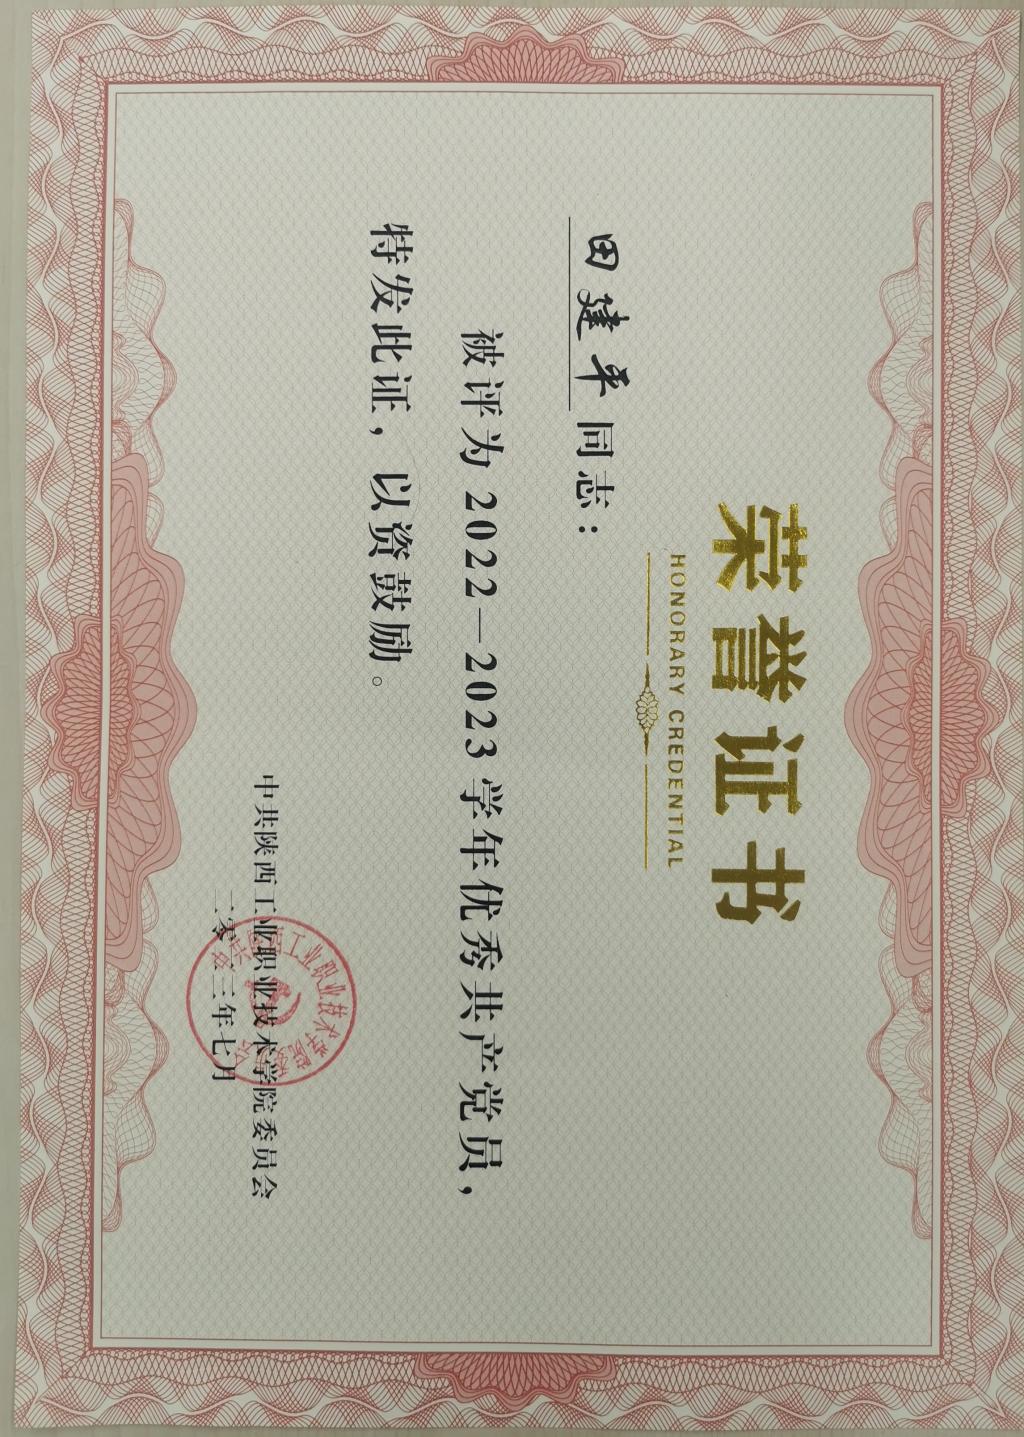 荣誉证书
HONORARY CREDENTIAL
田建平同志：
被评为2022—2023学年优秀共产党员，
特发此证，以资鼓励。
中共陕西工业职业技术学院委员会
二零二三年七月